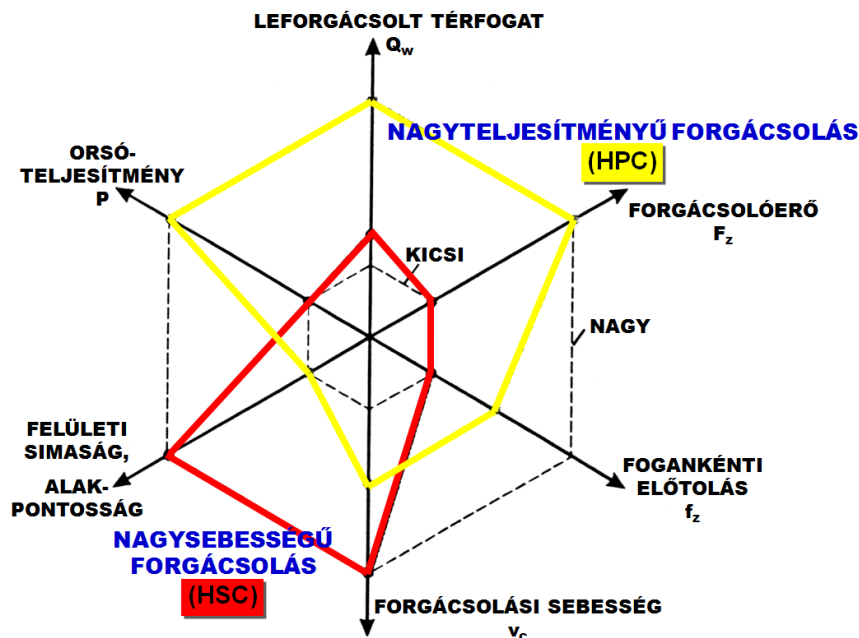 LEFORGÁCSOLT TÉRFOGAT
Qw
NAGYTELJESÍTMÉNYŰ FORGÁCSOLÁS
(HPC)
ORSÓ-
TELJESÍTMÉNY
P
FORGÁCSOLÓERŐ
Fz
KICSI
NAGY
FELÜLETI
SIMASÁG,
ALAK-
PONTOSSÁG
FOGANKÉNTI
ELŐTOLÁS
fz
NAGYSEBESSÉGŰ
FORGÁCSOLÁS
(HSC)
FORGÁCSOLÁSI SEBESSÉG
vc